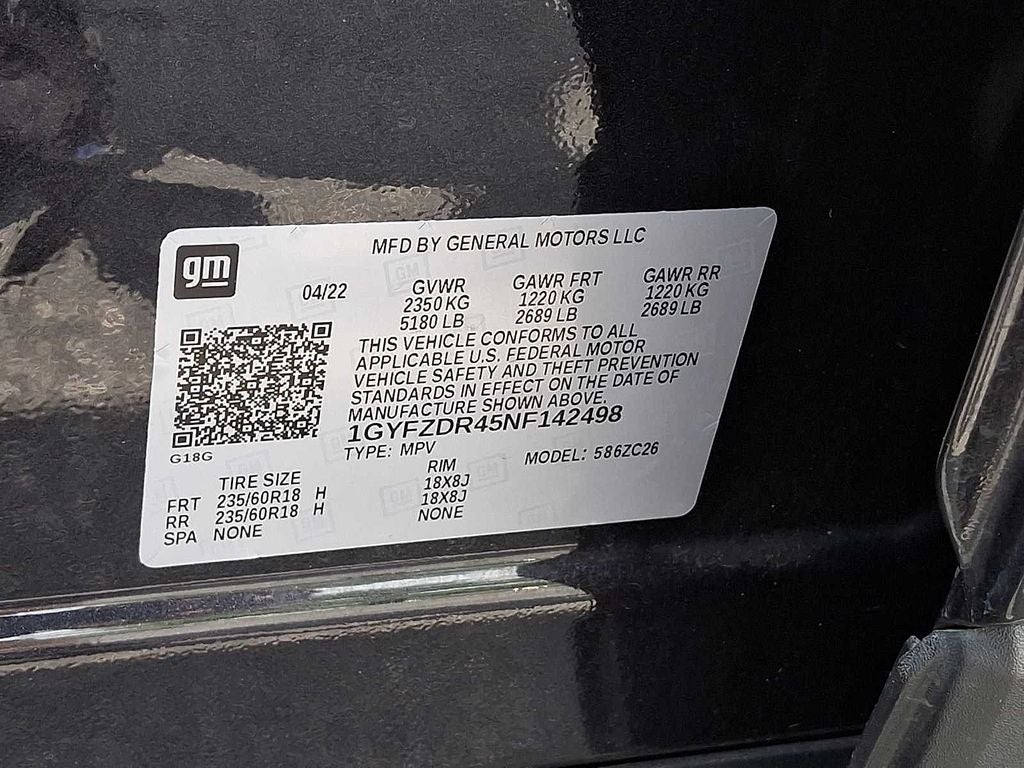 gm
MFD BY GENERAL MOTORS LLC
04/22
GVWR GAWR FRT GAWR RR
2350 KG 1220 KG 1220 KG
5180 LB 2689 LB 2689 LB
THIS VEHICLE CONFORMS TO ALL
APPLICABLE U.S. FEDERAL MOTOR
VEHICLE SAFETY AND THEFT PREVENTION
STANDARDS IN EFFECT ON THE DATE OF
MANUFACTURE SHOWN ABOVE.
1GYFZDR45NF142498
G18G
TYPE: MPV MODEL: 586ZC26
TIRE SIZE RIM
FRT 235/60R18 H 18X8J
RR 235/60R18 H 18X8J
SPA NONE NONE